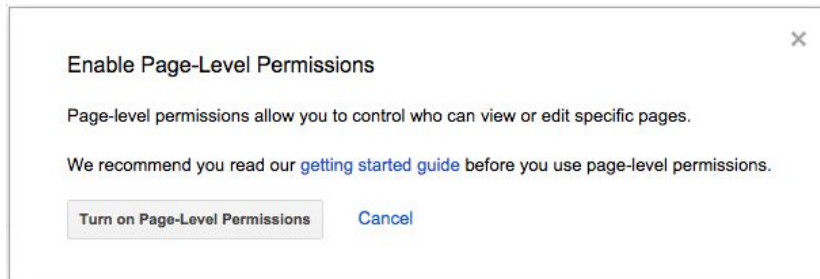 Enable Page-Level Permissions
Page-level permissions allow you to control who can view or edit specific pages.
We recommend you read our getting started guide before you use page-level permissions.
Turn on Page-Level Permissions Cancel